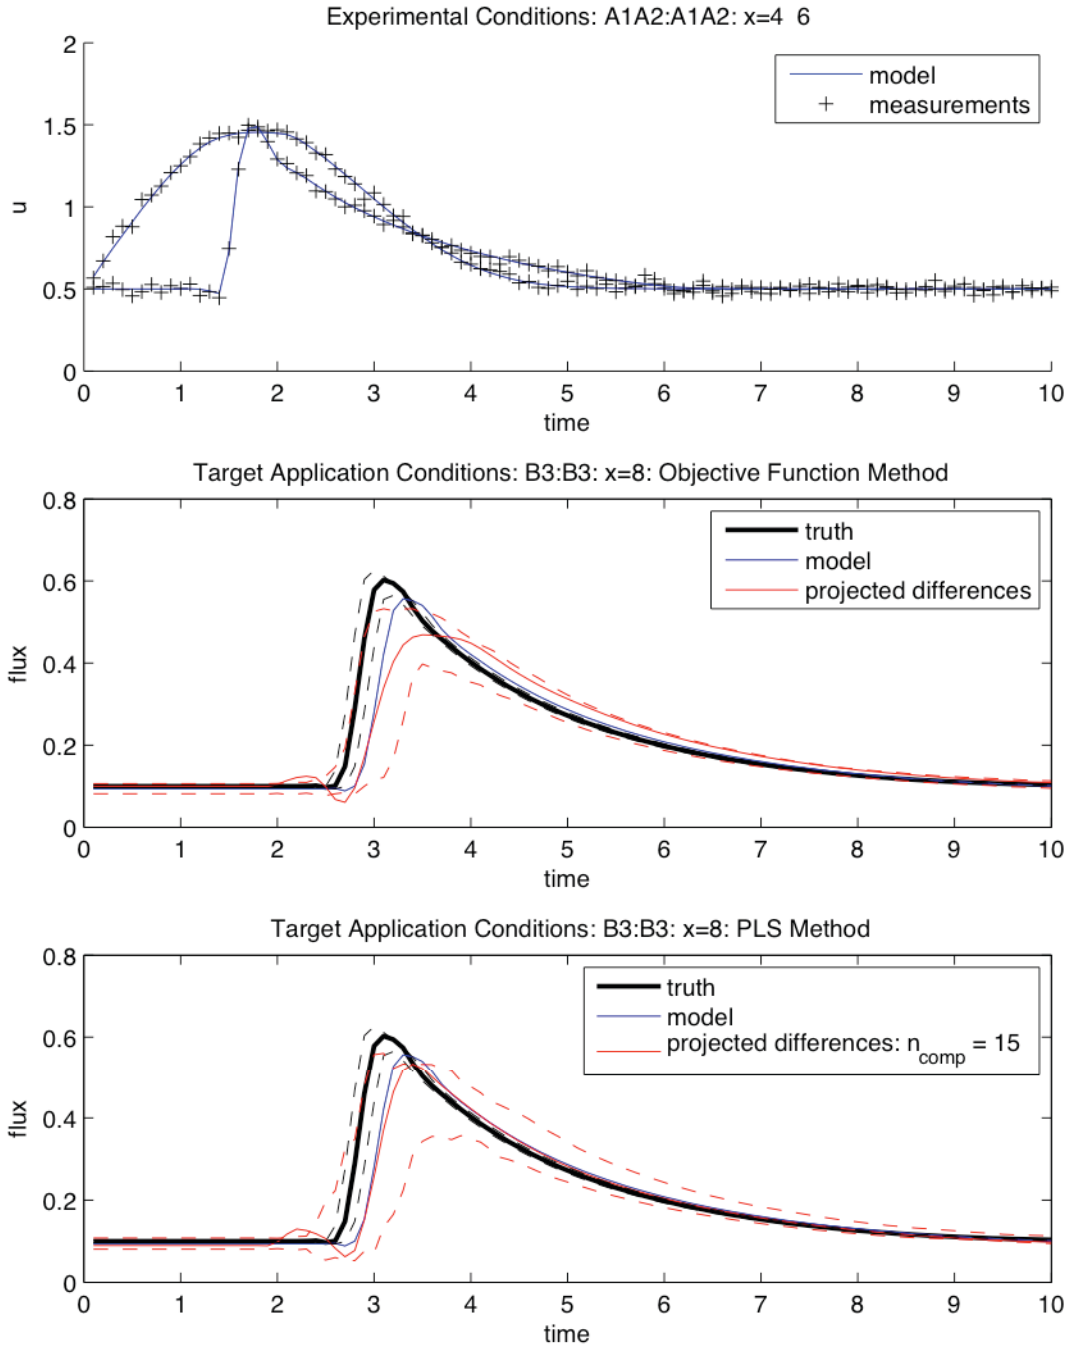 Experimental Conditions: A1A2:A1A2: x=4  6
2
1.5
1
0.5
0
u
model
measurements
0 1 2 3 4 5 6 7 8 9 10
time
Target Application Conditions: B3:B3: x=8: Objective Function Method
0.8
0.6
0.4
0.2
0
flux
truth
model
projected differences
0 1 2 3 4 5 6 7 8 9 10
time
Target Application Conditions: B3:B3: x=8: PLS Method
0.8
0.6
0.4
0.2
0
flux
truth
model
projected differences: n_comp = 15
0 1 2 3 4 5 6 7 8 9 10
time